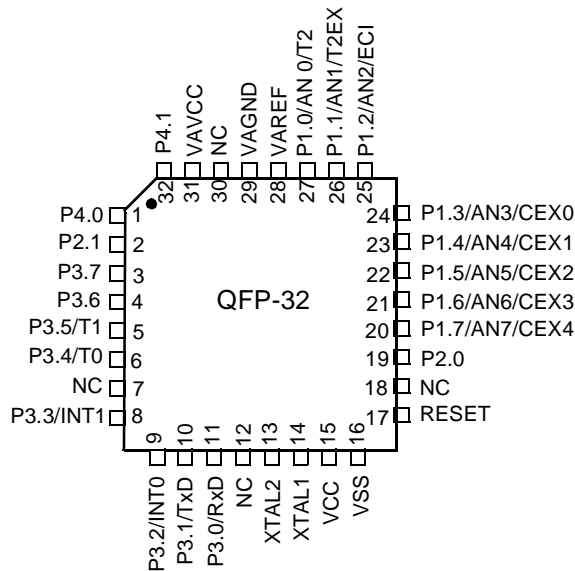 P4.1
VAVCC
NC
VAGND
VAREF
P1.0/AN 0/T2
P1.1/AN1/T2EX
P1.2/AN2/ECI
32
31
30
29
28
27
26
25
P4.0 1
P2.1 2
P3.7 3
P3.6 4
P3.5/T1 5
P3.4/T0 6
NC 7
P3.3/INT1 8
QFP-32
24 P1.3/AN3/CEX0
23 P1.4/AN4/CEX1
22 P1.5/AN5/CEX2
21 P1.6/AN6/CEX3
20 P1.7/AN7/CEX4
19 P2.0
18 NC
17 RESET
9
10
11
12
13
14
15
16
P3.2/INT0
P3.1/TxD
P3.0/RxD
NC
XTAL2
XTAL1
VCC
VSS